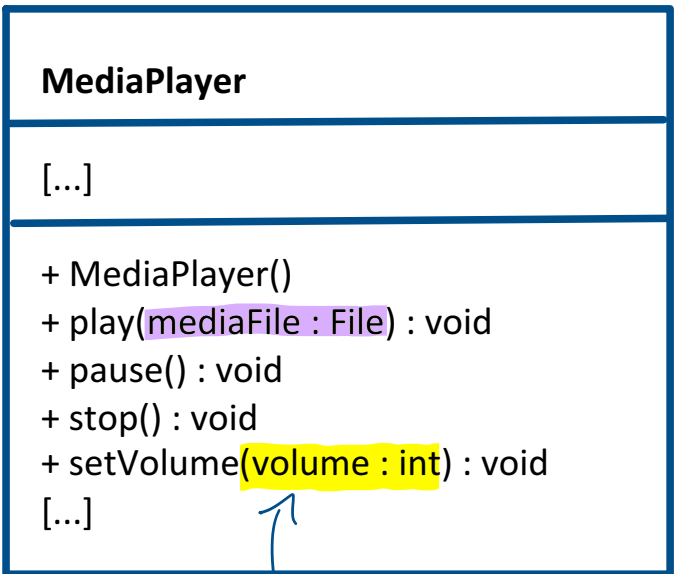 MediaPlayer
[...]
+ MediaPlayer()
+ play(mediaFile : File) : void
+ pause() : void
+ stop() : void
+ setVolume(volume : int) : void
[...]